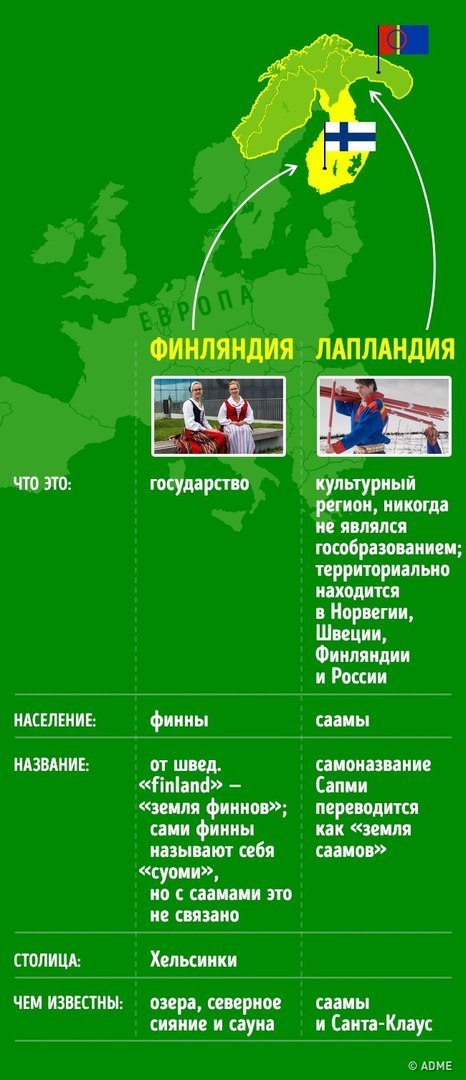 ЕВРОПА
ФИНЛЯНДИЯ
ЛАПЛАНДИЯ
ЧТО ЭТО:
государство
культурный
регион, никогда
не являлся
гособразованием;
территориально
находится
в Норвегии,
Швеции,
Финляндии
и России
НАСЕЛЕНИЕ:
финны
саамы
НАЗВАНИЕ:
от швед.
«finland» –
«земля финнов»;
сами финны
называют себя
«суоми»,
но с саамами это
не связано
самоназвание
Сапми
переводится
как «земля
саамов»
СТОЛИЦА:
Хельсинки
ЧЕМ ИЗВЕСТНЫ:
озера, северное
сияние и сауна
саамы
и Санта-Клаус
© ADME